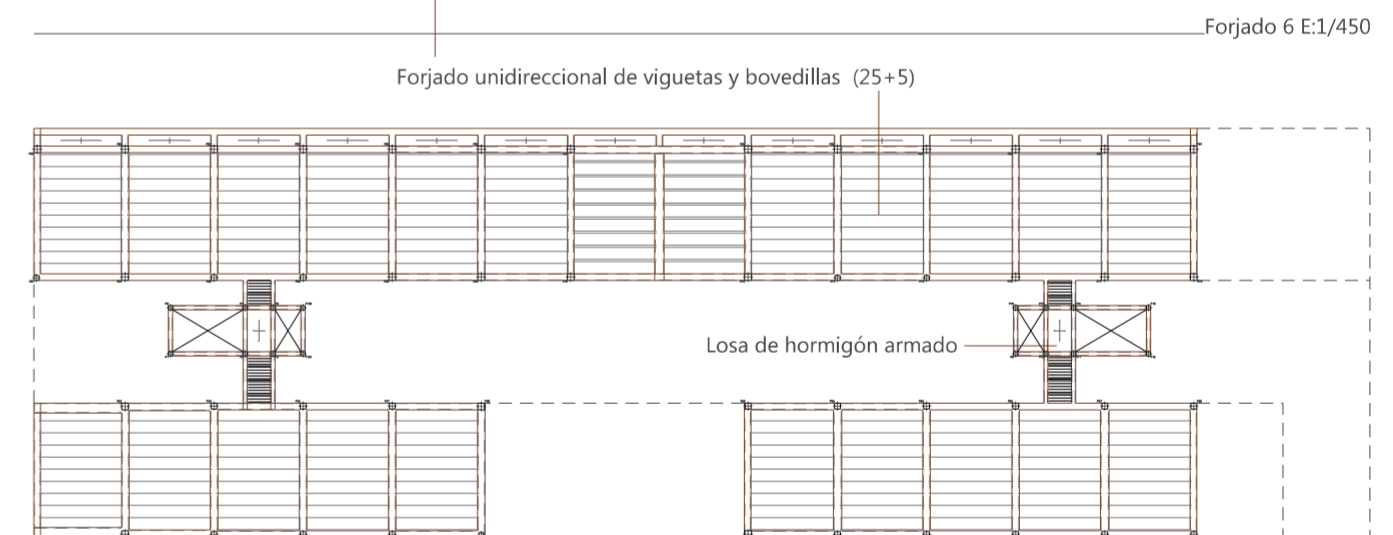 Forjado 6 E:1/450
Forjado unidireccional de viguetas y bovedillas (25+5)
Losa de hormigón armado